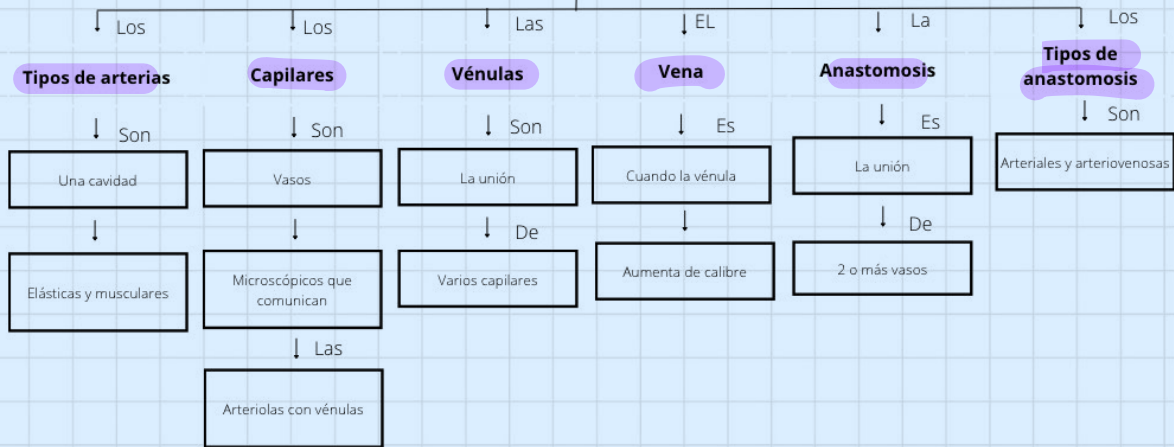 Los
Tipos de arterias
Son
Una cavidad
Elásticas y musculares
Los
Capilares
Son
Vasos
Microscópicos que
comunican
Las
Arteriolas con vénulas
Las
Vénulas
Son
La unión
De
Varios capilares
EL
Vena
Es
Cuando la vénula
Aumenta de calibre
La
Anastomosis
Es
La unión
De
2 o más vasos
Los
Tipos de
anastomosis
Son
Arteriales y arteriovenosas